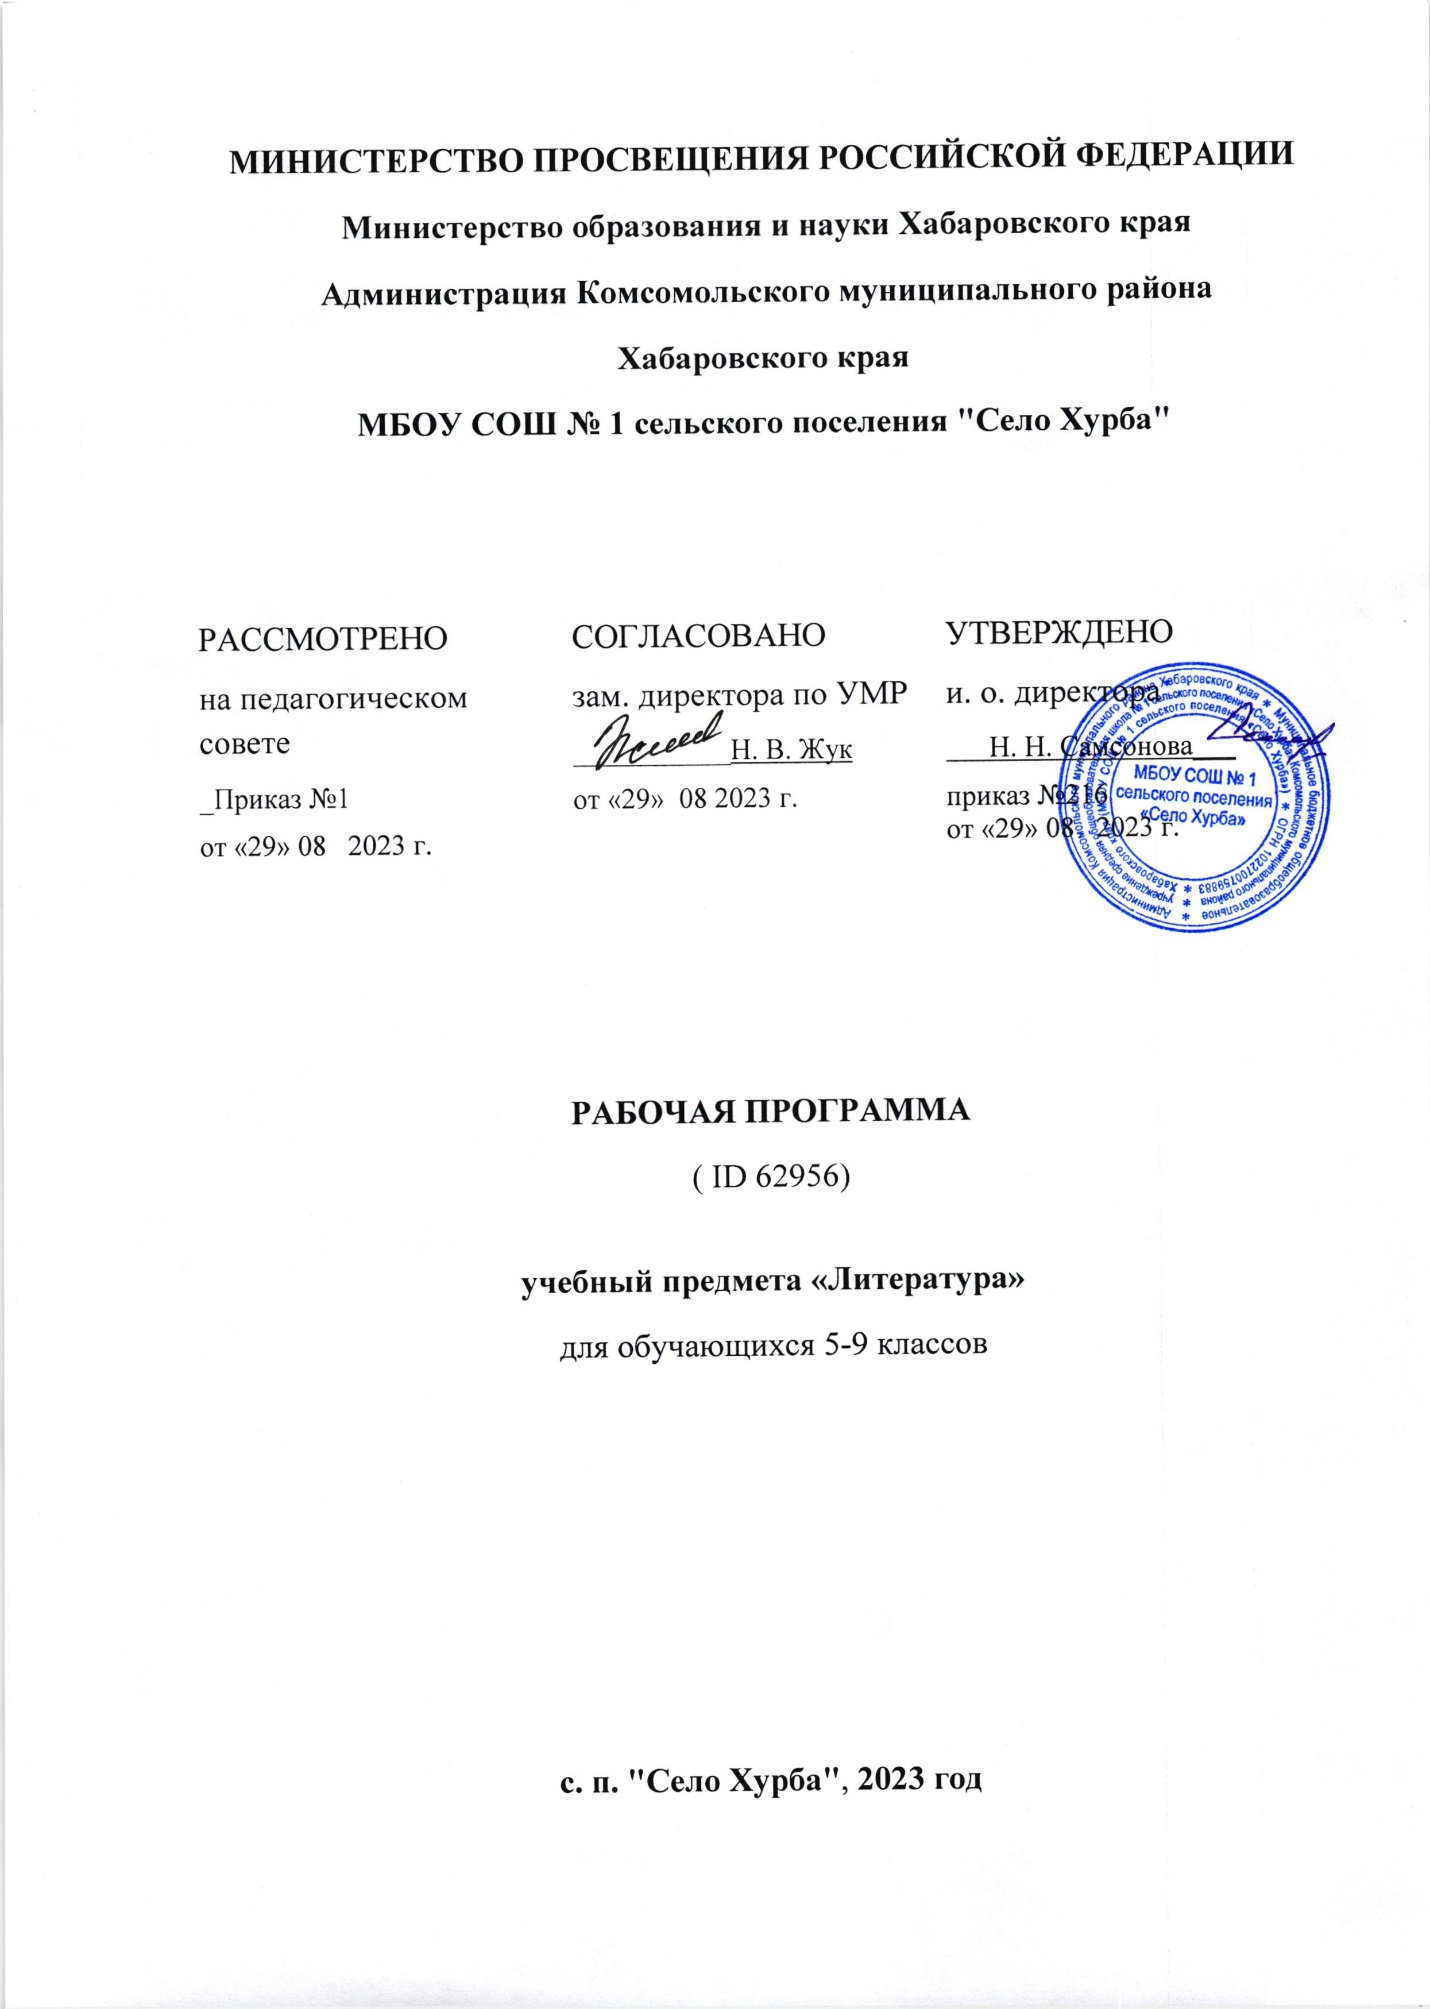 МИНИСТЕРСТВО ПРОСВЕЩЕНИЯ РОССИЙСКОЙ ФЕДЕРАЦИИ
Министерство образования и науки Хабаровского края
Администрация Комсомольского муниципального района
Хабаровского края
МБОУ СОШ № 1 сельского поселения "Село Хурба"
РАССМОТРЕНО
на педагогическом
совете
_Приказ №1
от «29» 08 2023 г.
СОГЛАСОВАНО
зам. директора по УМР
Н. В. Жук
от «29» 08 2023 г.
УТВЕРЖДЕНО
и. о. директора
Н. Н. Самсонова
приказ №216
от «29» 08 2023 г.
МБОУ СОШ № 1
сельского поселения
«Село Хурба»
РАБОЧАЯ ПРОГРАММА
( ID 62956)
учебный предмета «Литература»
для обучающихся 5-9 классов
с. п. "Село Хурба", 2023 год